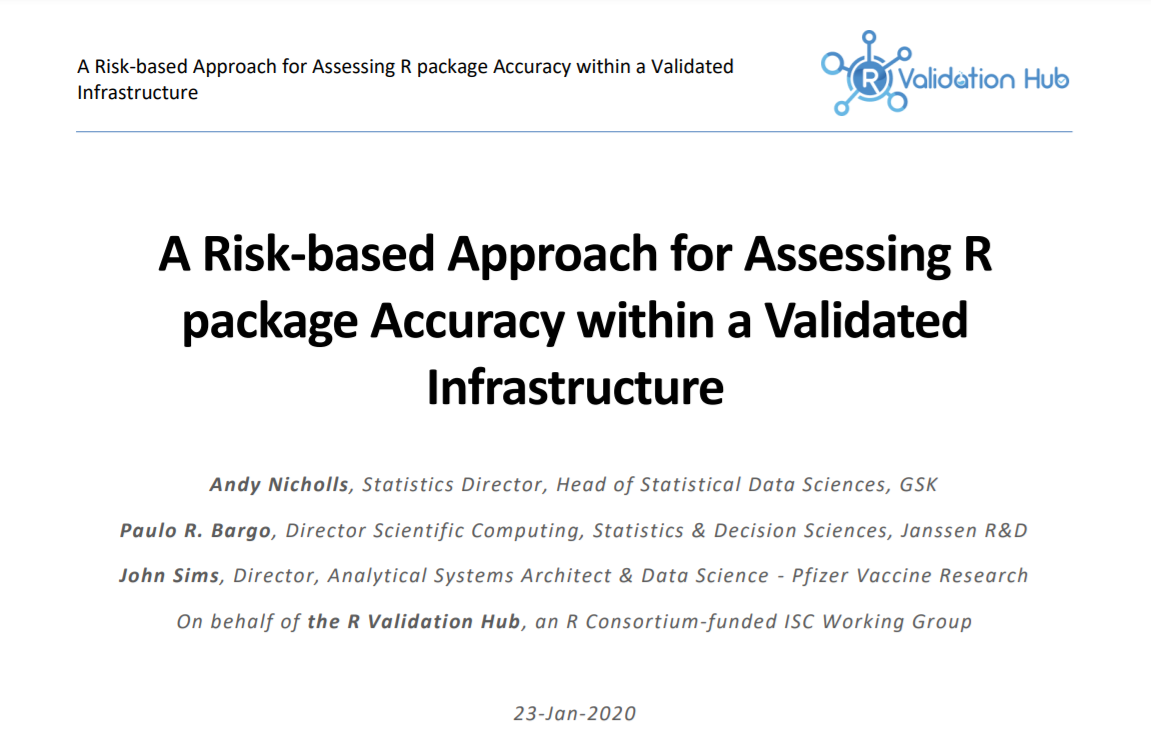 A Risk-based Approach for Assessing R package Accuracy within a Validated
Infrastructure
R Validation Hub
A Risk-based Approach for Assessing R
package Accuracy within a Validated
Infrastructure
Andy Nicholls, Statistics Director, Head of Statistical Data Sciences, GSK
Paulo R. Bargo, Director Scientific Computing, Statistics & Decision Sciences, Janssen R&D
John Sims, Director, Analytical Systems Architect & Data Science - Pfizer Vaccine Research
On behalf of the R Validation Hub, an R Consortium-funded ISC Working Group
23-Jan-2020